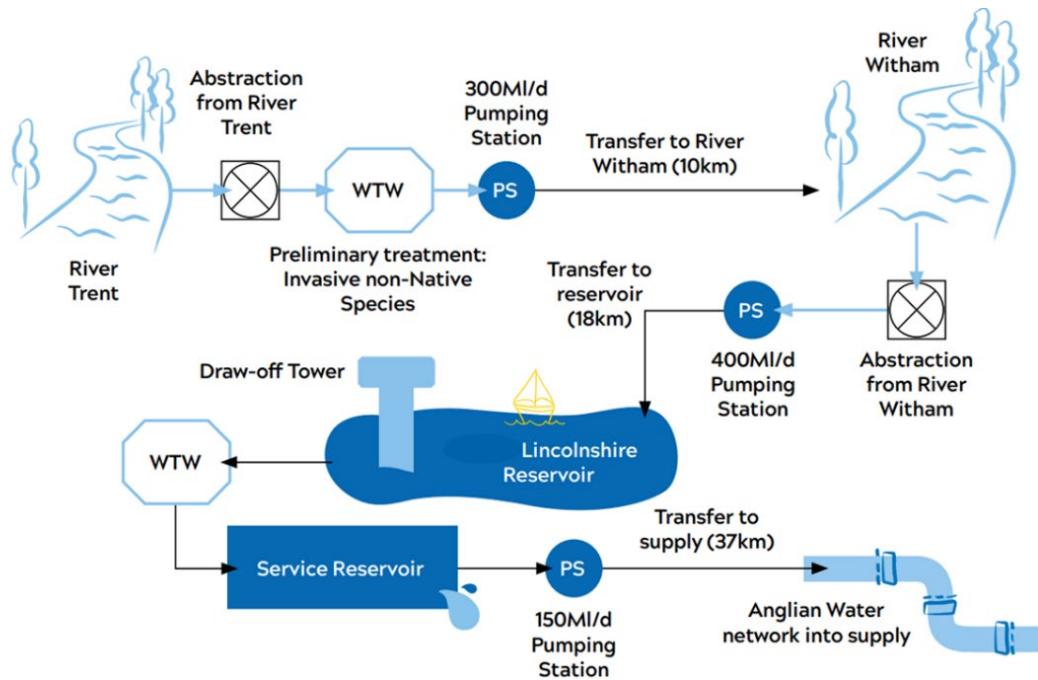 Abstraction
from River
Trent
300Ml/d
Pumping
Station
River
Witham
Transfer to River
Witham (10km)
WTW
PS
River
Trent
Preliminary treatment:
Invasive non-Native
Species
Transfer to
reservoir
(18km)
PS
400Ml/d
Pumping
Station
Abstraction
from River
Witham
Draw-off Tower
Lincolnshire
Reservoir
WTW
Service Reservoir
PS
150Ml/d
Pumping
Station
Transfer to
supply (37km)
Anglian Water
network into supply